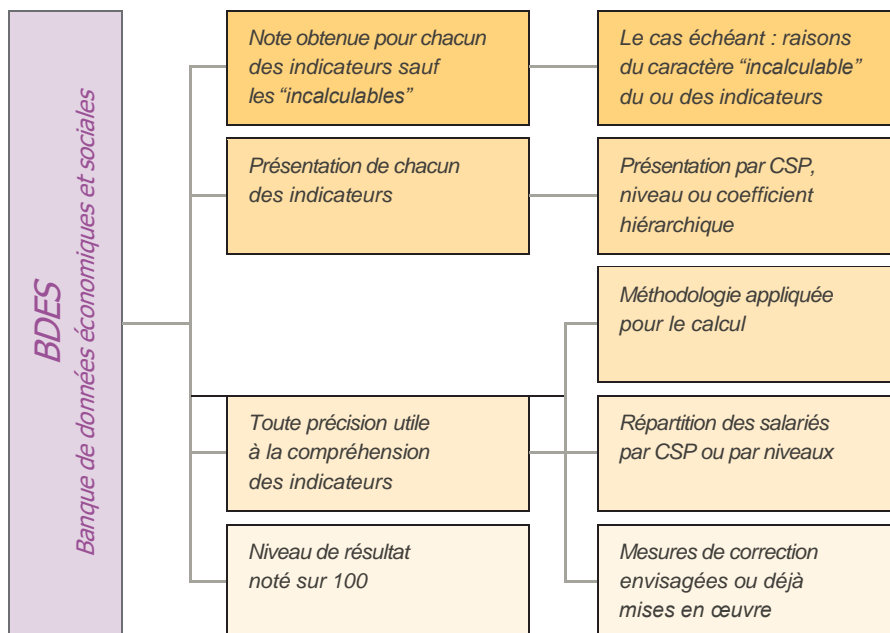 BDES
Banque de données économiques et sociales
Note obtenue pour chacun
des indicateurs sauf
les “incalculables”
Le cas échéant : raisons
du caractère “incalculable”
du ou des indicateurs
Présentation de chacun
des indicateurs
Présentation par CSP,
niveau ou coefficient
hiérarchique
Méthodologie appliquée
pour le calcul
Toute précision utile
à la compréhension
des indicateurs
Répartition des salariés
par CSP ou par niveaux
Niveau de résultat
noté sur 100
Mesures de correction
envisagées ou déjà
mises en œuvre